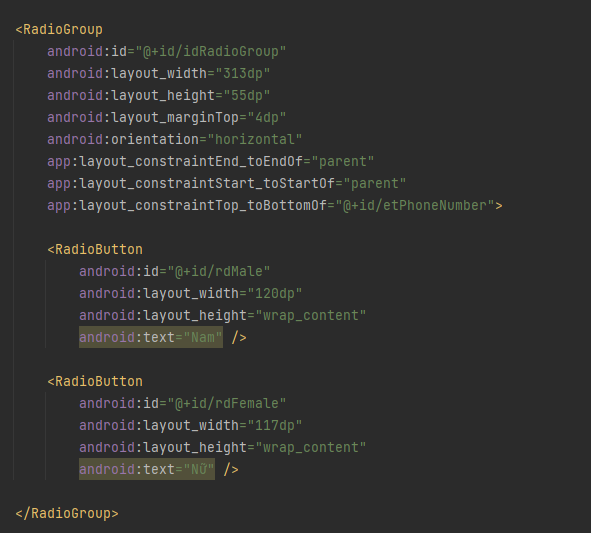 <RadioGroup
android:id="@+id/idRadioGroup"
android:layout_width="313dp"
android:layout_height="55dp"
android:layout_marginTop="4dp"
android:orientation="horizontal"
app:layout_constraintEnd_toEndOf="parent"
app:layout_constraintStart_toStartOf="parent"
app:layout_constraintTop_toBottomOf="@+id/etPhoneNumber">
<RadioButton
android:id="@+id/rdMale"
android:layout_width="120dp"
android:layout_height="wrap_content"
android:text="Nam" />
<RadioButton
android:id="@+id/rdFemale"
android:layout_width="117dp"
android:layout_height="wrap_content"
android:text="Nữ" />
</RadioGroup>